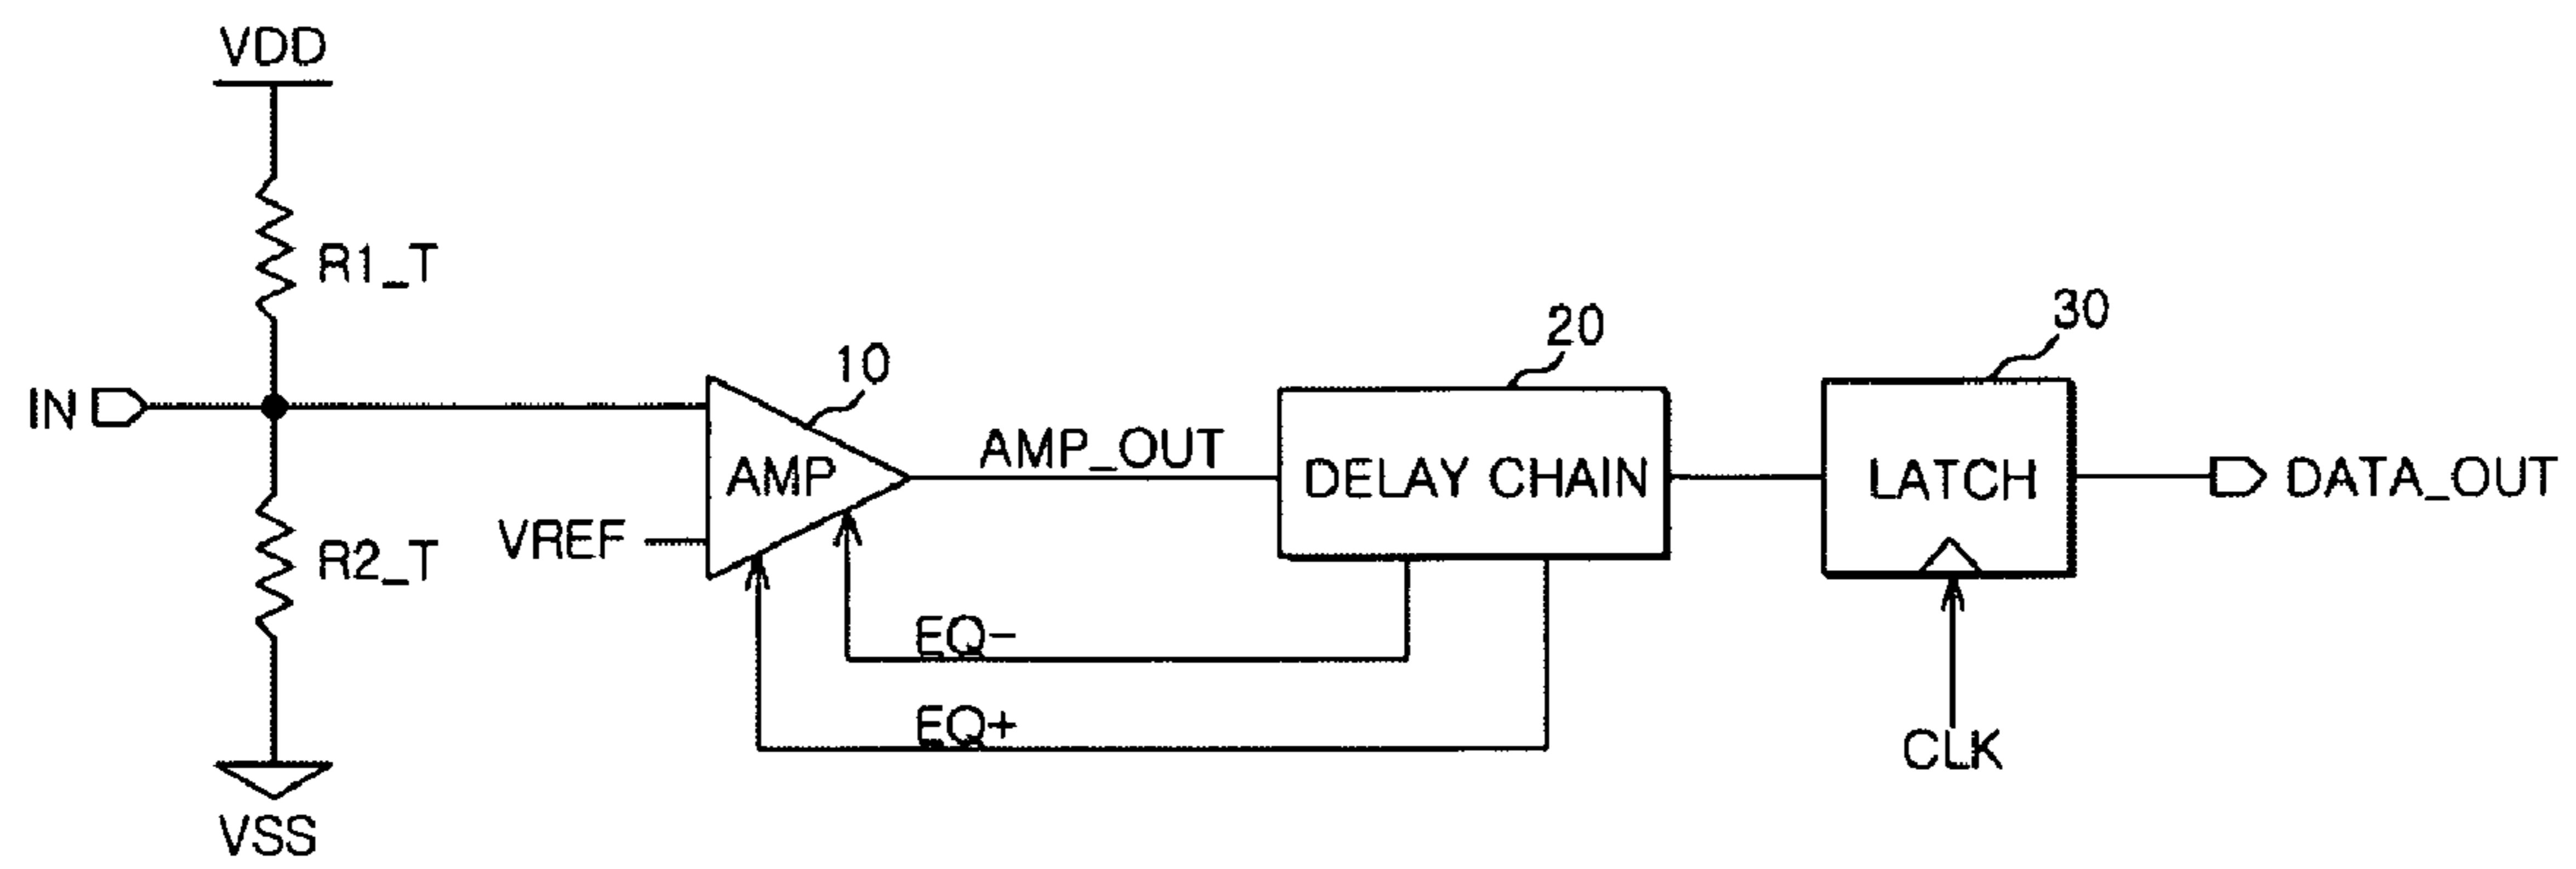 VDD
R1_T
IN
10
AMP
VREF
AMP_OUT
20
DELAY CHAIN
30
LATCH
DATA_OUT
R2_T
EQ-
EQ+
CLK
VSS